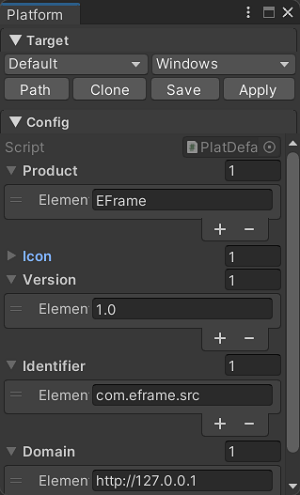 Platform
Target
Default Windows
Path Clone Save Apply
Config
Script PlatDefa
Product 1
Elemen EFrame
+ −
Icon 1
Version 1
Elemen 1.0
+ −
Identifier 1
Elemen com.eframe.src
+ −
Domain 1
Elemen http://127.0.0.1